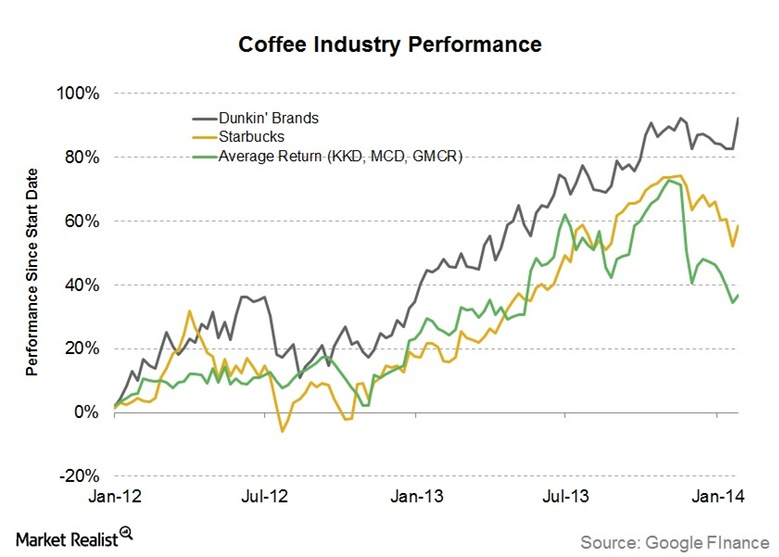 Coffee Industry Performance
Performance Since Start Date
100%
80%
60%
40%
20%
0%
-20%
Dunkin' Brands
Starbucks
Average Return (KKD, MCD, GMCR)
Jan-12 Jul-12 Jan-13 Jul-13 Jan-14
Market Realist
Source: Google FInance